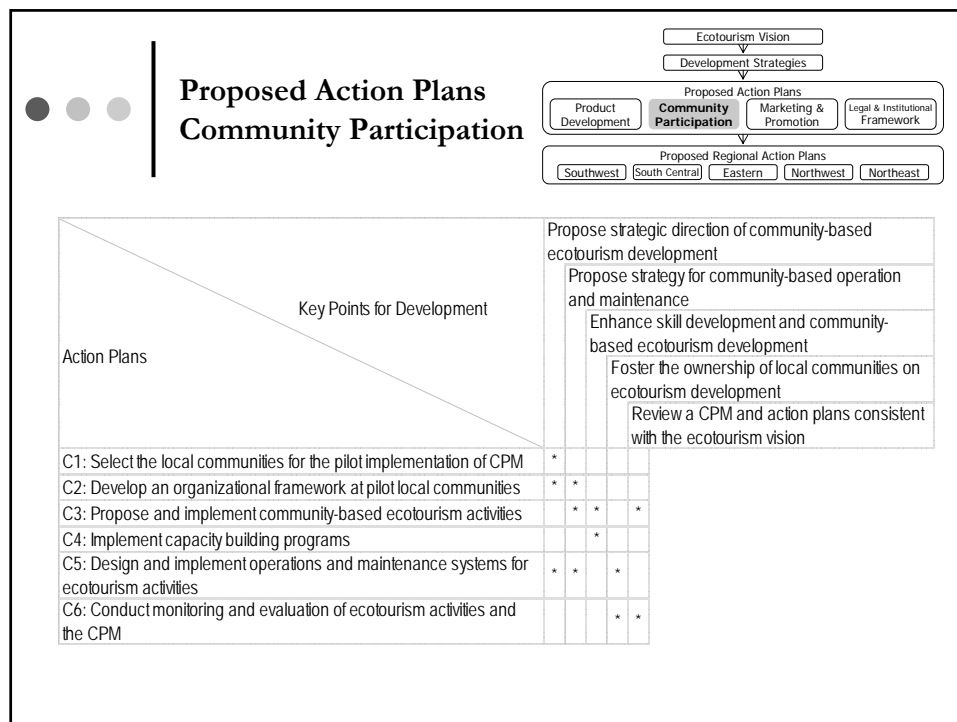 Proposed Action Plans
Community Participation
Ecotourism Vision
Development Strategies
Proposed Action Plans
Product
Development
Community
Participation
Marketing &
Promotion
Legal & Institutional
Framework
Proposed Regional Action Plans
Southwest
South Central
Eastern
Northwest
Northeast
Key Points for Development
Action Plans
Propose strategic direction of community-based
ecotourism development
Propose strategy for community-based operation
and maintenance
Enhance skill development and community-
based ecotourism development
Foster the ownership of local communities on
ecotourism development
Review a CPM and action plans consistent
with the ecotourism vision
C1: Select the local communities for the pilot implementation of CPM *
C2: Develop an organizational framework at pilot local communities * *
C3: Propose and implement community-based ecotourism activities * * *
C4: Implement capacity building programs *
C5: Design and implement operations and maintenance systems for
ecotourism activities * * *
C6: Conduct monitoring and evaluation of ecotourism activities and
the CPM * *